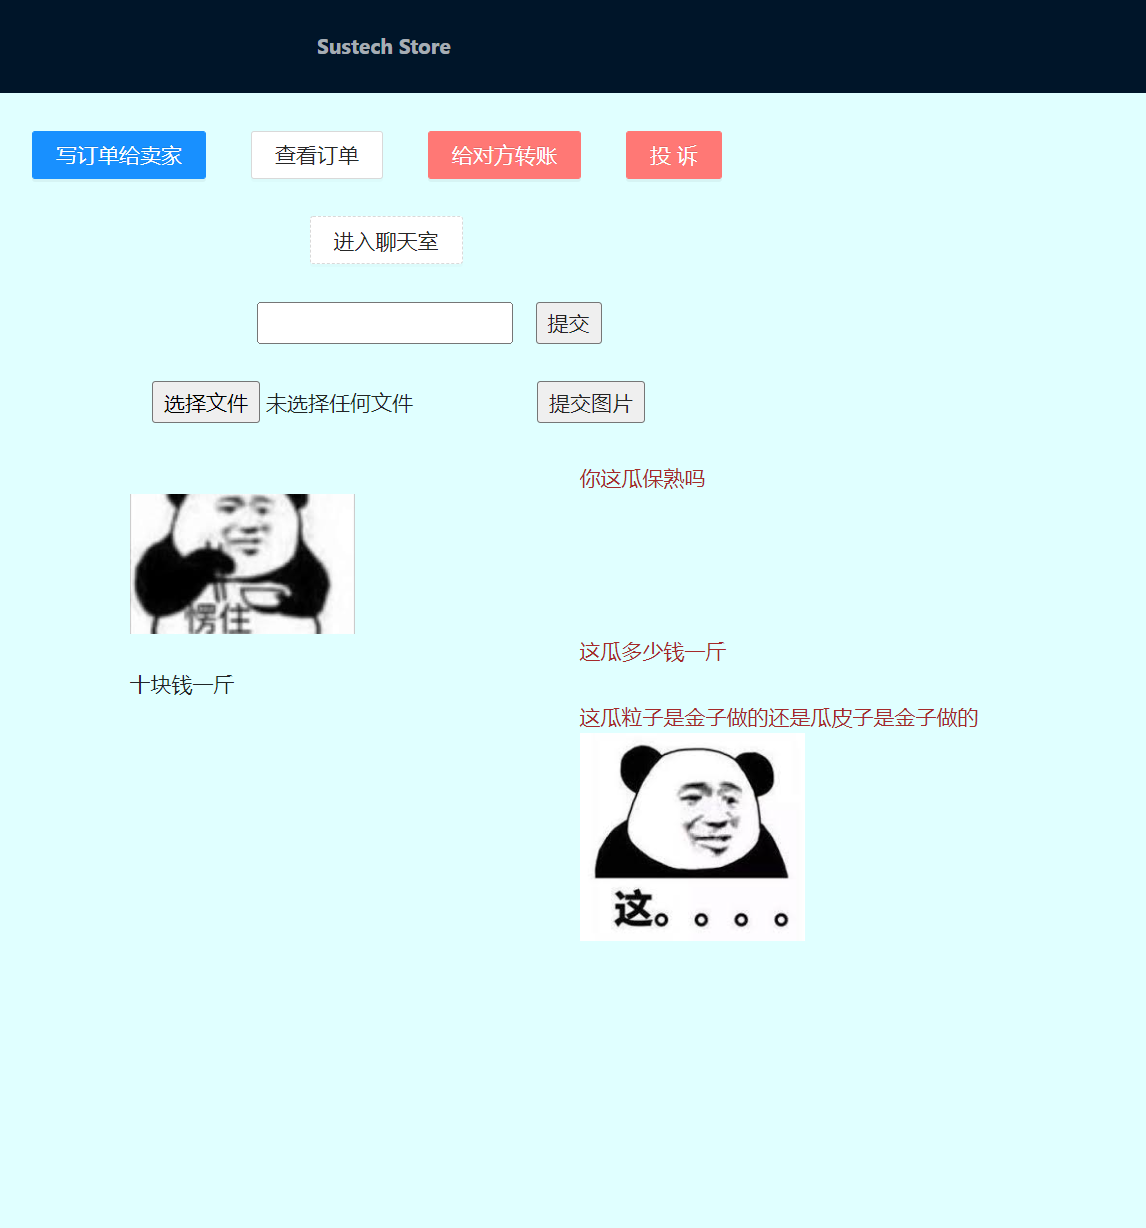 Sustech Store
写订单给卖家 查看订单 给对方转账 投 诉
进入聊天室
提交
选择文件 未选择任何文件 提交图片
你这瓜保熟吗
愣住
这瓜多少钱一斤
十块钱一斤
这瓜粒子是金子做的还是瓜皮子是金子做的
这。。。。